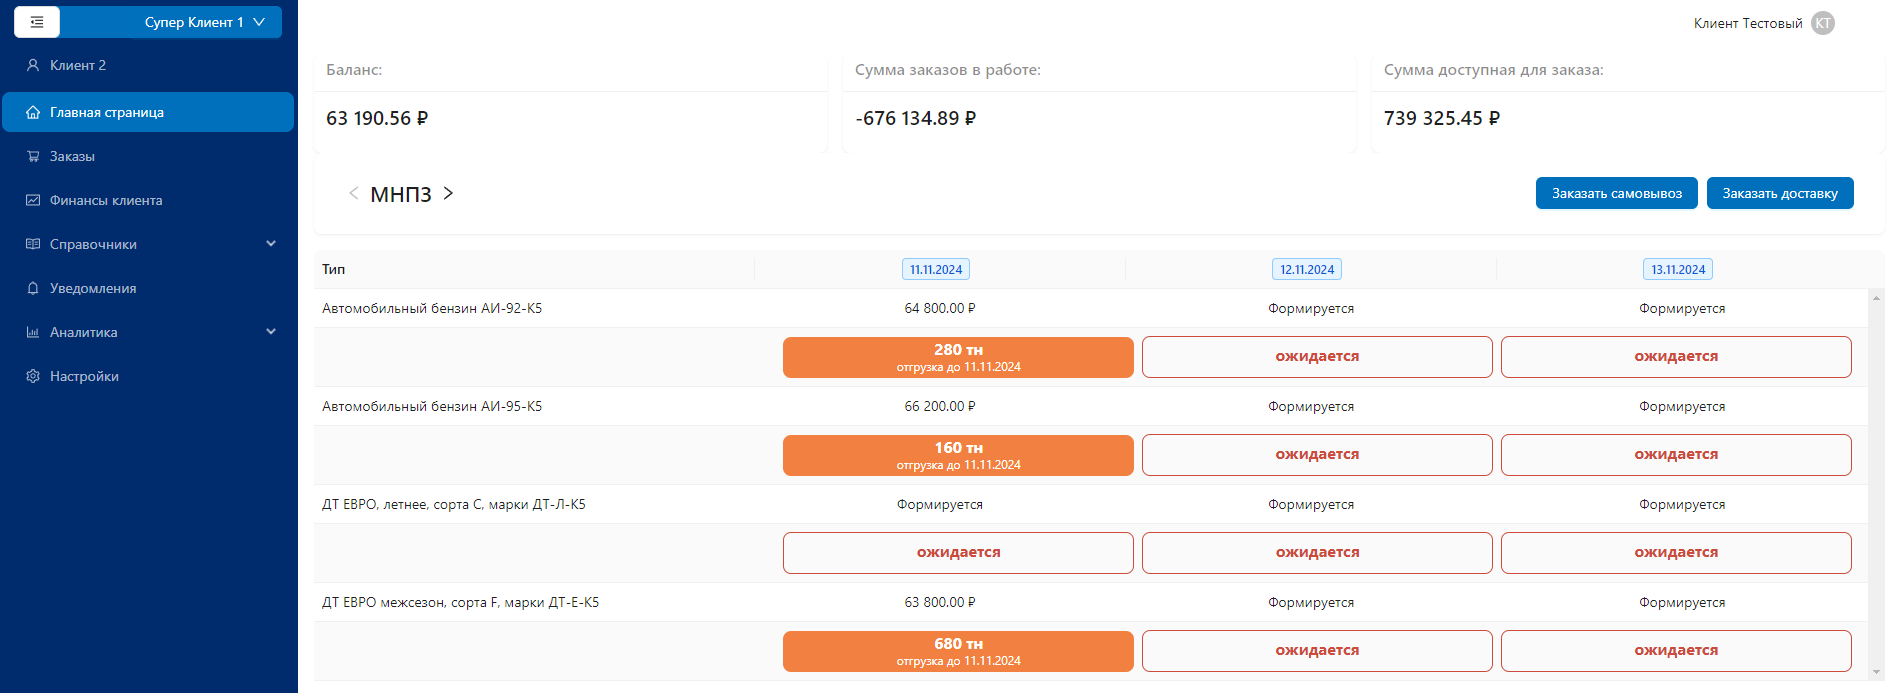 Супер Клиент 1
Клиент Тестовый КТ
Клиент 2
Главная страница
Заказы
Финансы клиента
Справочники
Уведомления
Аналитика
Настройки
Баланс:
63 190.56 ₽
Сумма заказов в работе:
-676 134.89 ₽
Сумма доступная для заказа:
739 325.45 ₽
МНПЗ
Заказать самовывоз
Заказать доставку
Тип 11.11.2024 12.11.2024 13.11.2024
Автомобильный бензин АИ-92-К5 64 800.00 ₽ Формируется Формируется
280 тн ожидается ожидается
отгрузка до 11.11.2024
Автомобильный бензин АИ-95-К5 66 200.00 ₽ Формируется Формируется
160 тн ожидается ожидается
отгрузка до 11.11.2024
ДТ ЕВРО, летнее, сорта С, марки ДТ-Л-К5 Формируется Формируется Формируется
ожидается ожидается ожидается
ДТ ЕВРО межсезон, сорта F, марки ДТ-Е-К5 63 800.00 ₽ Формируется Формируется
680 тн ожидается ожидается
отгрузка до 11.11.2024